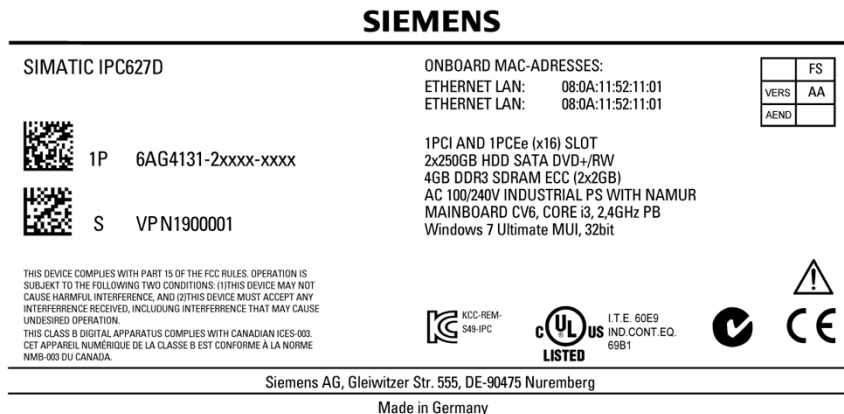 SIEMENS
SIMATIC IPC627D
1P 6AG4131-2xxxx-xxxx
S VPN1900001
ONBOARD MAC-ADRESSES:
ETHERNET LAN: 08:0A:11:52:11:01
ETHERNET LAN: 08:0A:11:52:11:01
FS
VERS AA
AEND
1PCI AND 1PCEe (x16) SLOT
2x250GB HDD SATA DVD+/RW
4GB DDR3 SDRAM ECC (2x2GB)
AC 100/240V INDUSTRIAL PS WITH NAMUR
MAINBOARD CV6, CORE i3, 2,4GHz PB
Windows 7 Ultimate MUI, 32bit
THIS DEVICE COMPLIES WITH PART 15 OF THE FCC RULES. OPERATION IS
SUBJEKT TO THE FOLLOWING TWO CONDITIONS: (1)THIS DEVICE MAY NOT
CAUSE HARMFUL INTERFERENCE, AND (2)THIS DEVICE MUST ACCEPT ANY
INTERFERRENCE RECEIVED, INCLUDUNG INTERFERRENCE THAT MAY CAUSE
UNDESIRED OPERATION.
THIS CLASS B DIGITAL APPARATUS COMPLIES WITH CANADIAN ICES-003.
CET APPAREIL NUMÉRIQUE DE LA CLASSE B EST CONFORME À LA NORME
NMB-003 DU CANADA.
KCC-REM-
S49-IPC
C UL US
LISTED
I.T.E. 60E9
IND.CONT.EQ.
69B1
CE
Siemens AG, Gleiwitzer Str. 555, DE-90475 Nuremberg
Made in Germany